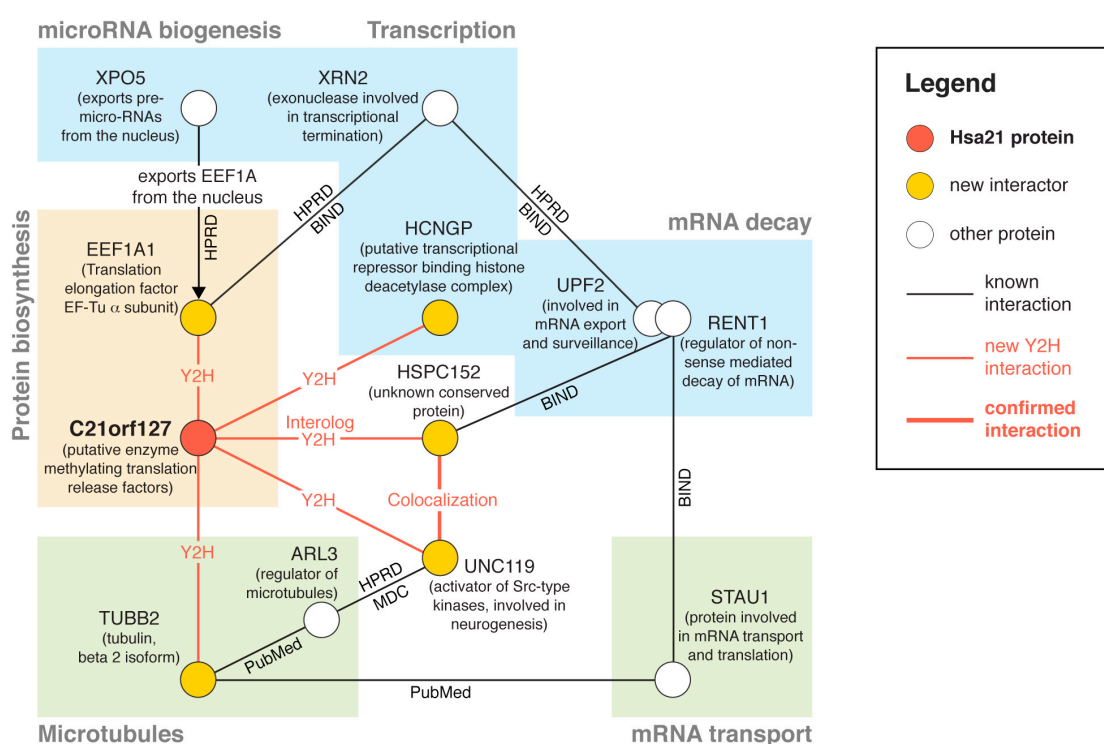 microRNA biogenesis
Transcription
XPO5
(exports pre-
micro-RNAs
from the nucleus)
XRN2
(exonuclease involved
in transcriptional
termination)
exports EEF1A
from the nucleus
HPRD
HPRD
BIND
HPRD
BIND
mRNA decay
Protein biosynthesis
EEF1A1
(Translation
elongation factor
EF-Tu α subunit)
HCNGP
(putative transcriptional
repressor binding histone
deacetylase complex)
UPF2
(involved in
mRNA export
and surveillance)
RENT1
(regulator of non-
sense mediated
decay of mRNA)
Y2H
Y2H
HSPC152
(unknown conserved
protein)
BIND
C21orf127
(putative enzyme
methylating translation
release factors)
Interolog
Y2H
Y2H
Colocalization
BIND
Y2H
ARL3
(regulator of
microtubules)
HPRD
MDC
UNC119
(activator of Src-type
kinases, involved in
neurogenesis)
STAU1
(protein involved
in mRNA transport
and translation)
TUBB2
(tubulin,
beta 2 isoform)
PubMed
PubMed
Microtubules
mRNA transport
Legend
Hsa21 protein
new interactor
other protein
known
interaction
new Y2H
interaction
confirmed
interaction